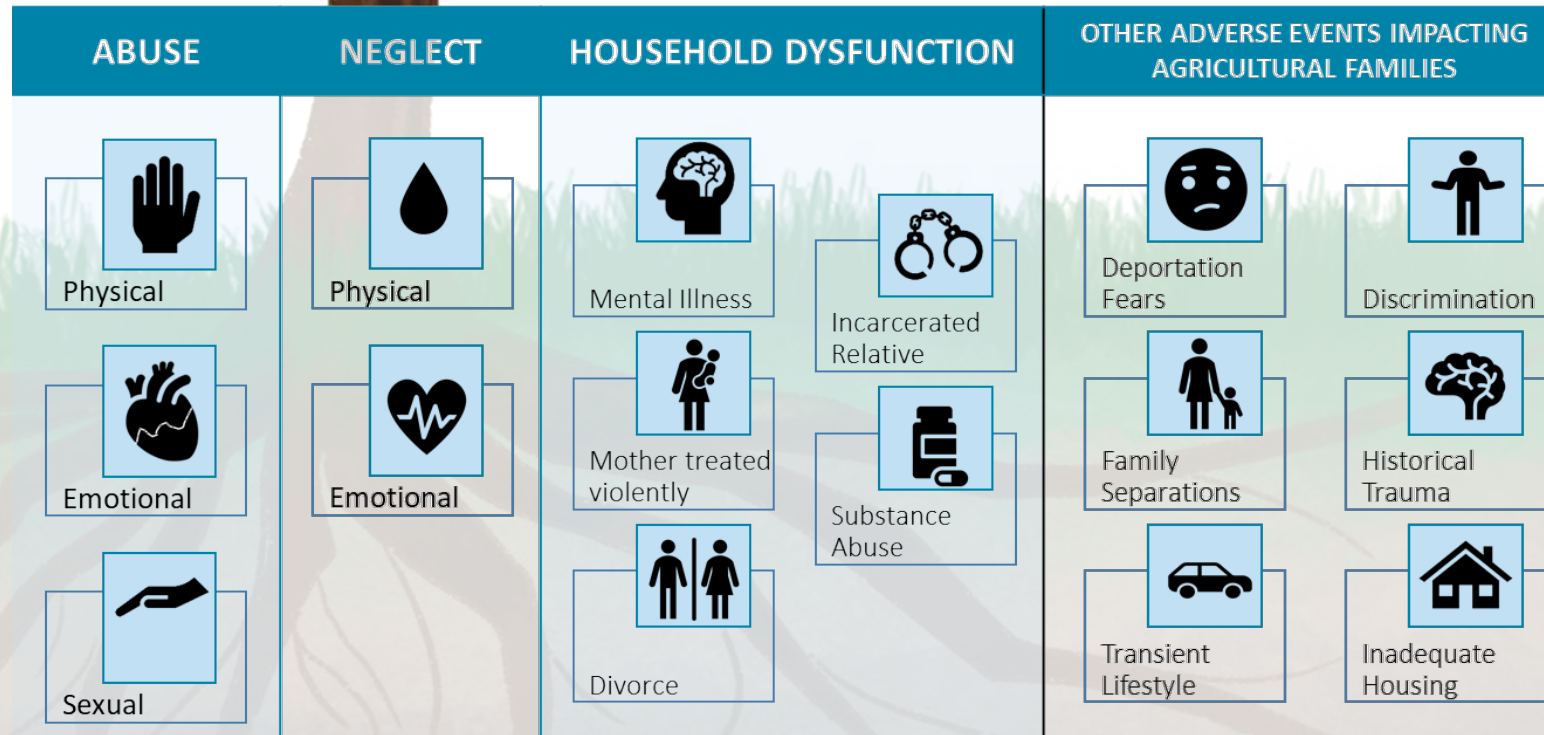 ABUSE
NEGLECT
HOUSEHOLD DYSFUNCTION
OTHER ADVERSE EVENTS IMPACTING
AGRICULTURAL FAMILIES
Physical
Emotional
Sexual
Physical
Emotional
Mental Illness
Mother treated
violently
Divorce
Incarcerated
Relative
Substance
Abuse
Deportation
Fears
Family
Separations
Transient
Lifestyle
Discrimination
Historical
Trauma
Inadequate
Housing